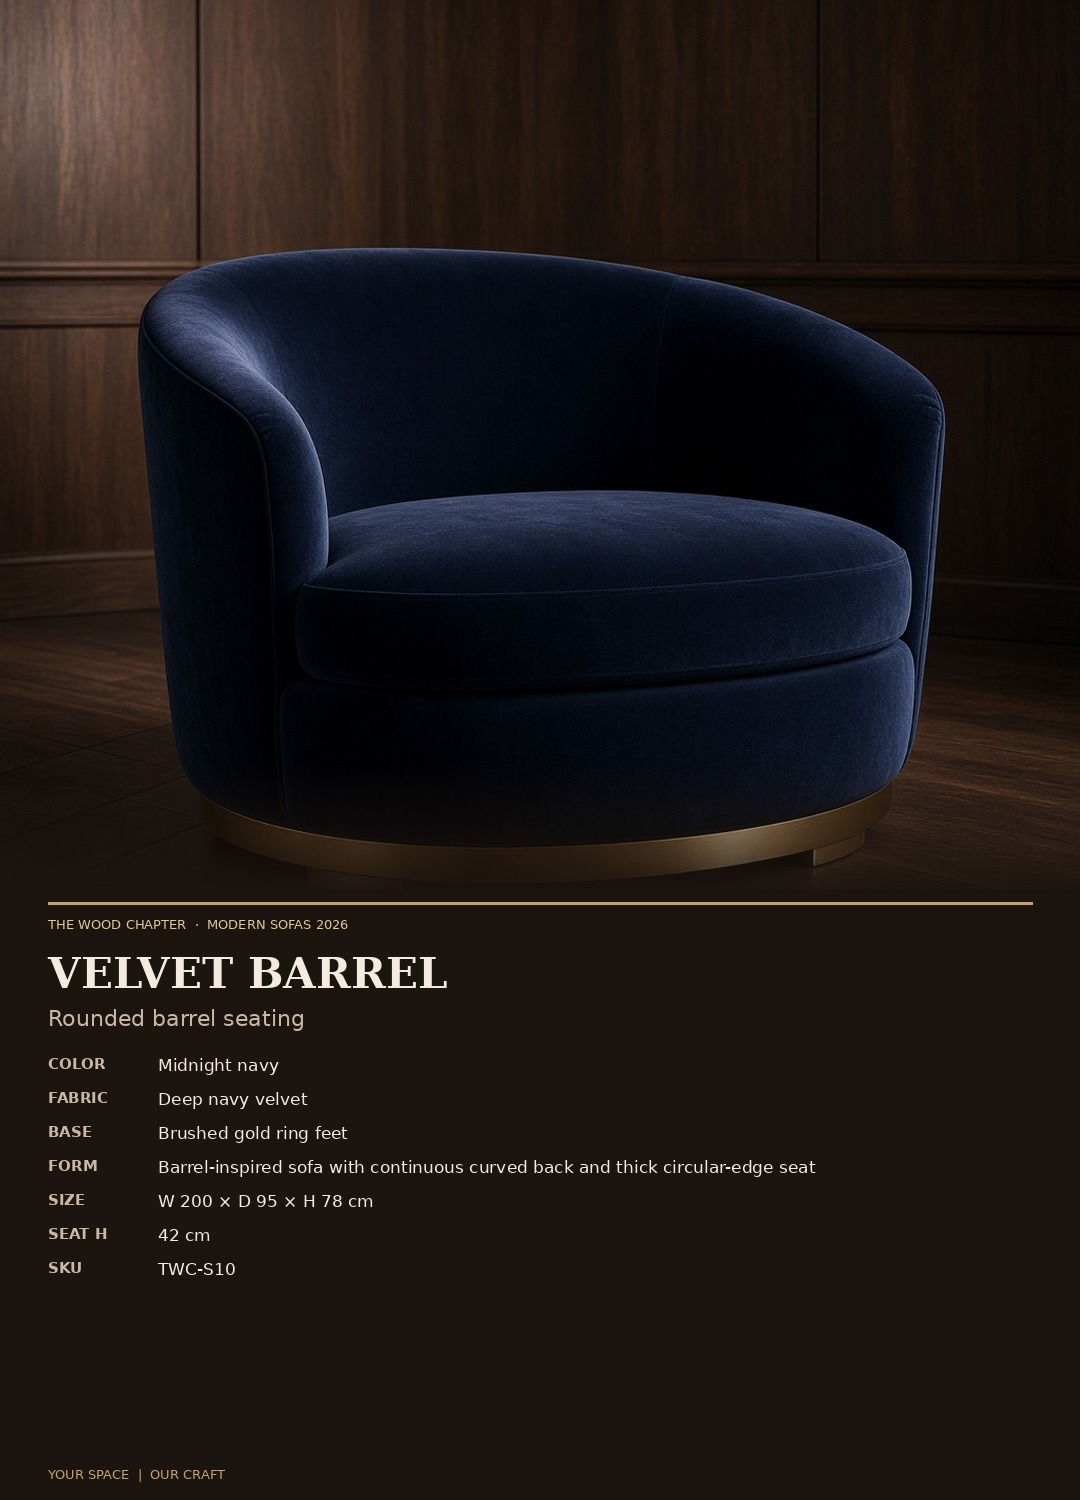 THE WOOD CHAPTER · MODERN SOFAS 2026
VELVET BARREL
Rounded barrel seating
COLOR Midnight navy
FABRIC Deep navy velvet
BASE Brushed gold ring feet
FORM Barrel-inspired sofa with continuous curved back and thick circular-edge seat
SIZE W 200 × D 95 × H 78 cm
SEAT H 42 cm
SKU TWC-S10
YOUR SPACE | OUR CRAFT